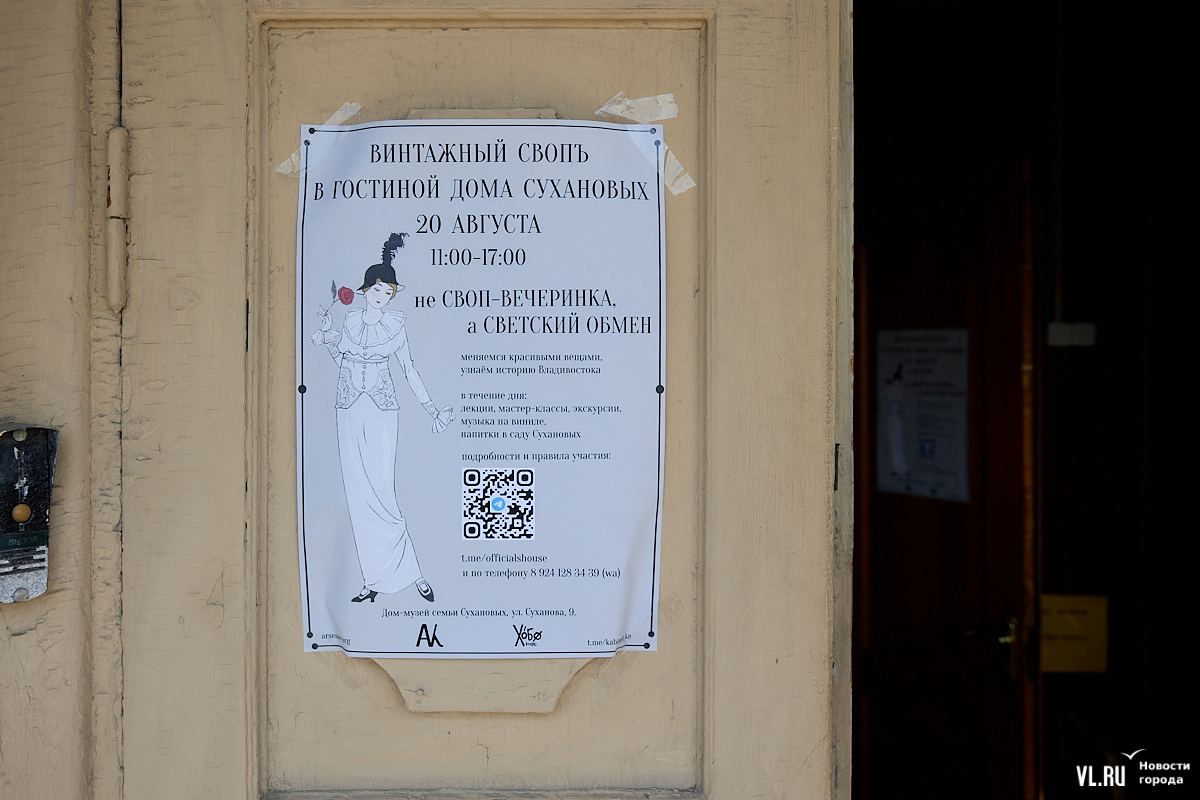 ВИНТАЖНЫЙ СВОПЪ
В ГОСТИНОЙ ДОМА СУХАНОВЫХ
20 АВГУСТА
11:00-17:00
не СВОП-ВЕЧЕРИНКА,
а СВЕТСКИЙ ОБМЕН
меняемся красивыми вещами,
узнаём историю Владивостока
в течение дня:
лекции, мастер-классы, экскурсии,
музыка на виниле,
напитки в саду Сухановых
подробности и правила участия:
t.me/officialshouse
и по телефону 8 924 128 34 39 (wa)
Дом-музей семьи Сухановых, ул. Суханова, 9.
VL.RU Новости
города